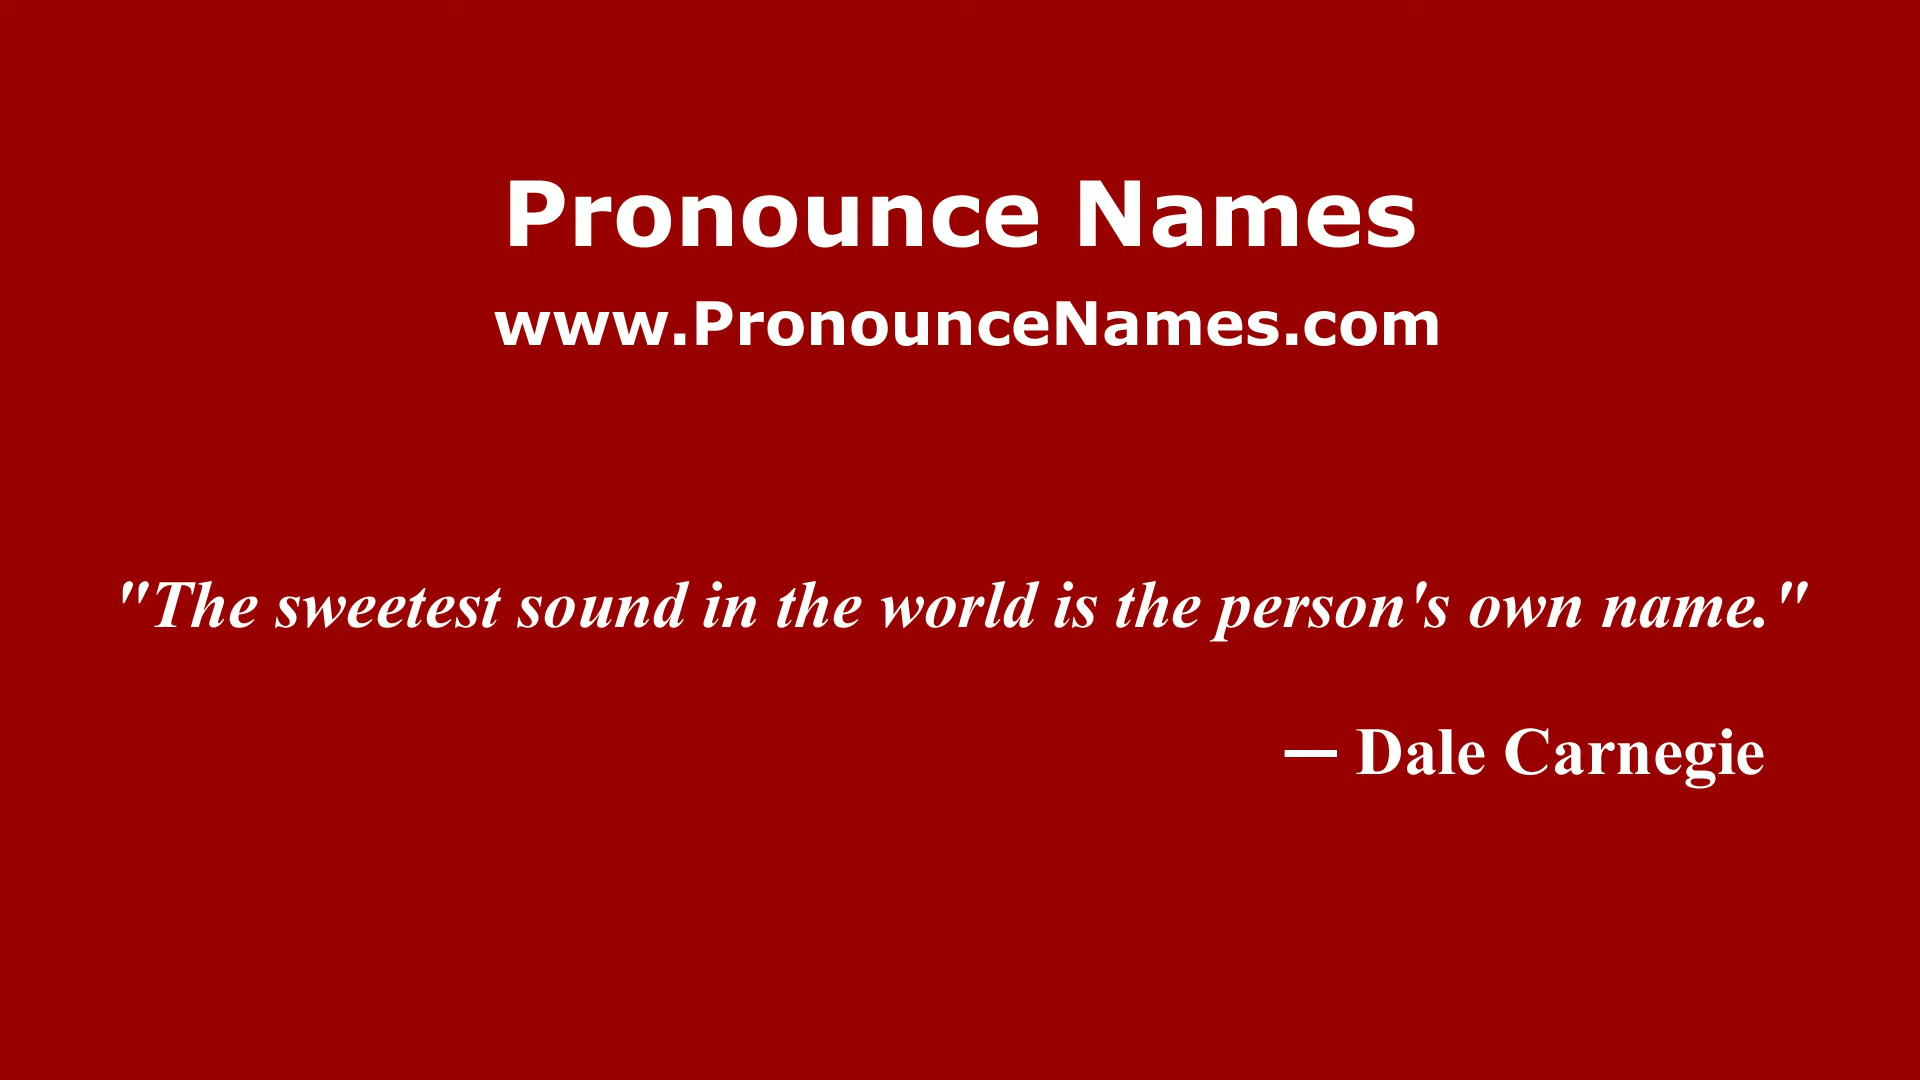 Pronounce Names
www.PronounceNames.com
"The sweetest sound in the world is the person's own name."
— Dale Carnegie